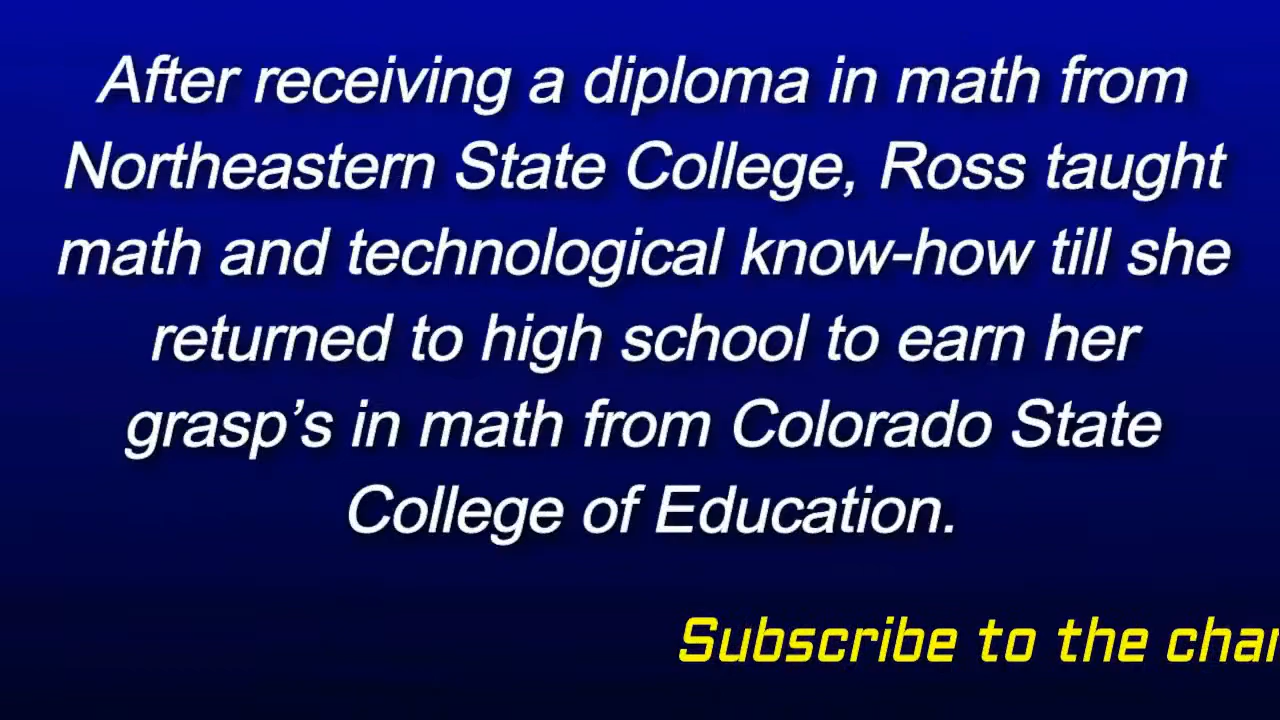 After receiving a diploma in math from
Northeastern State College, Ross taught
math and technological know-how till she
returned to high school to earn her
grasp’s in math from Colorado State
College of Education.
Subscribe to the